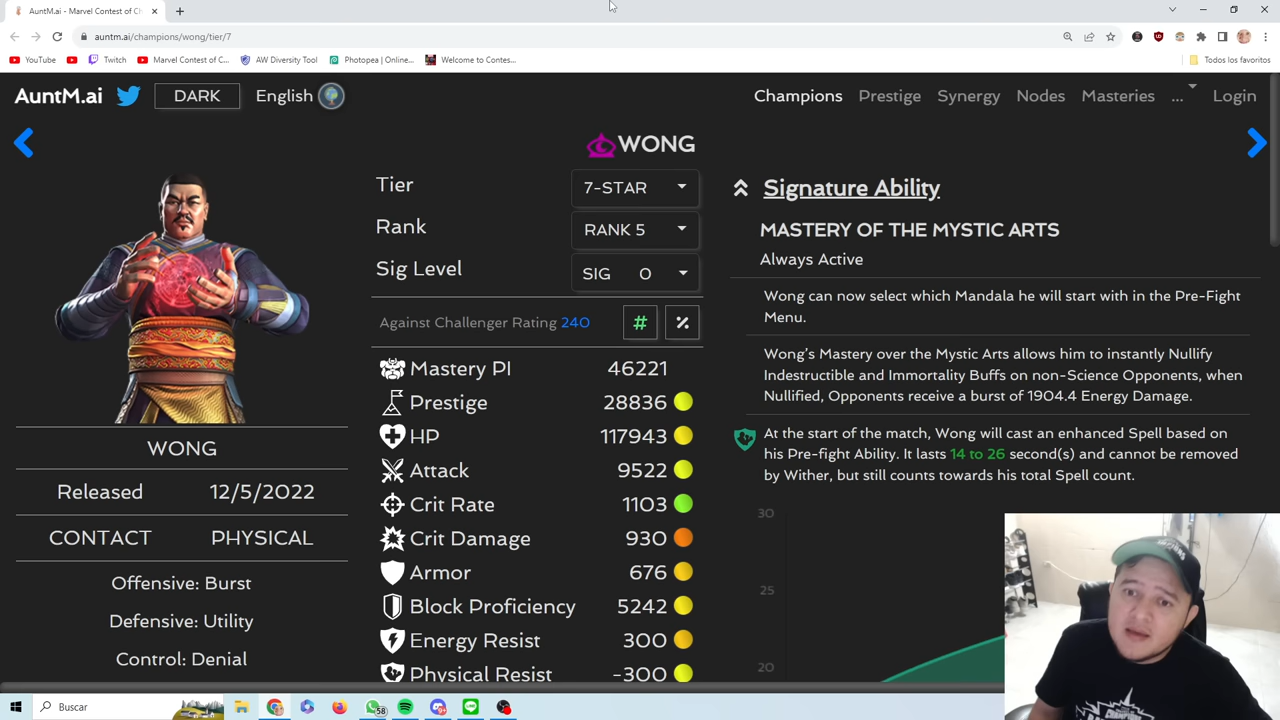 AuntM.ai - Marvel Contest of Ch
auntm.ai/champions/wong/tier/7
YouTube
Twitch
Marvel Contest of C...
AW Diversity Tool
Photopea | Online...
Welcome to Contes...
Todos los favoritos
AuntM.ai
DARK
English
Champions
Prestige
Synergy
Nodes
Masteries
...
Login
WONG
WONG
Released 12/5/2022
CONTACT PHYSICAL
Offensive: Burst
Defensive: Utility
Control: Denial
Tier 7-STAR
Rank RANK 5
Sig Level SIG 0
Against Challenger Rating 240 # %
Mastery PI 46221
Prestige 28836
HP 117943
Attack 9522
Crit Rate 1103
Crit Damage 930
Armor 676
Block Proficiency 5242
Energy Resist 300
Physical Resist -300
Signature Ability
MASTERY OF THE MYSTIC ARTS
Always Active
Wong can now select which Mandala he will start with in the Pre-Fight
Menu.
Wong's Mastery over the Mystic Arts allows him to instantly Nullify
Indestructible and Immortality Buffs on non-Science Opponents, when
Nullified, Opponents receive a burst of 1904.4 Energy Damage.
At the start of the match, Wong will cast an enhanced Spell based on
his Pre-fight Ability. It lasts 14 to 26 second(s) and cannot be removed
by Wither, but still counts towards his total Spell count.
30
25
20
Buscar
58